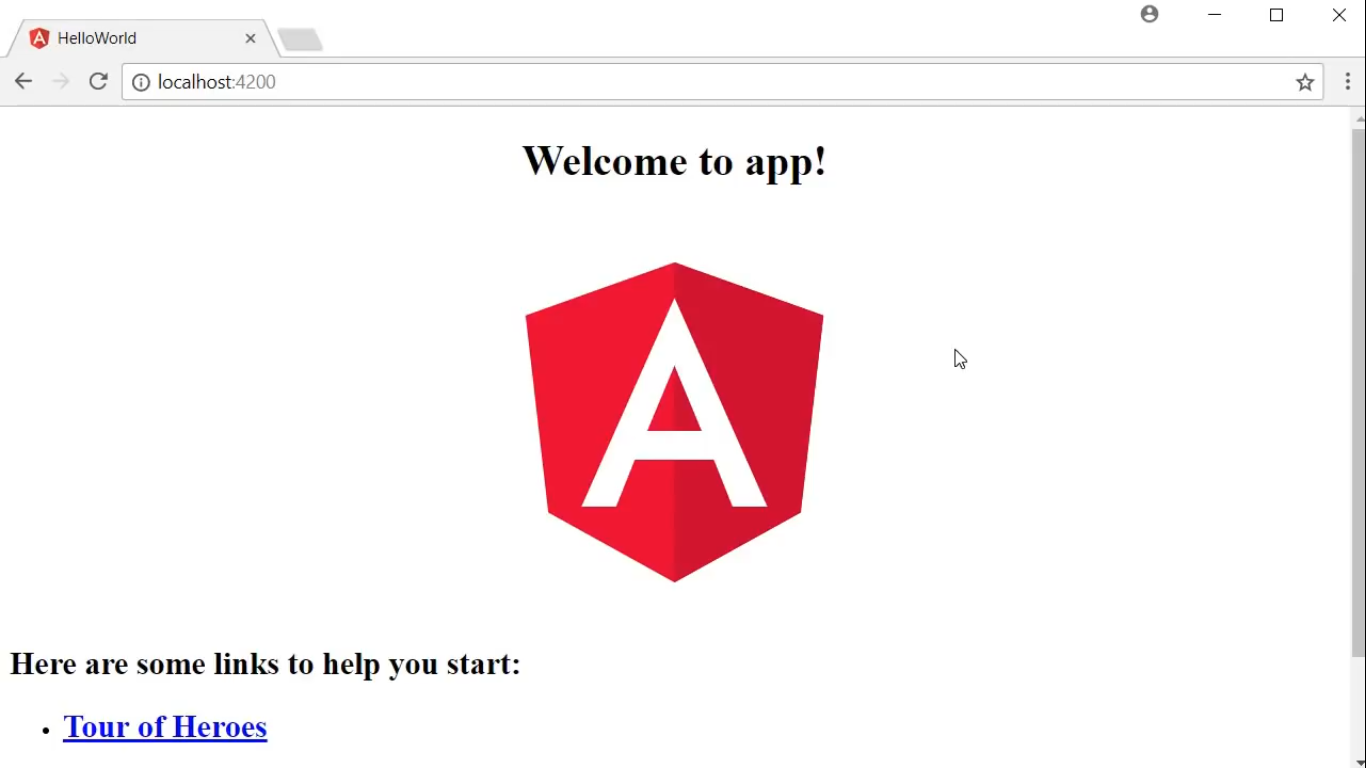 HelloWorld
localhost:4200
Welcome to app!
A
Here are some links to help you start:
Tour of Heroes